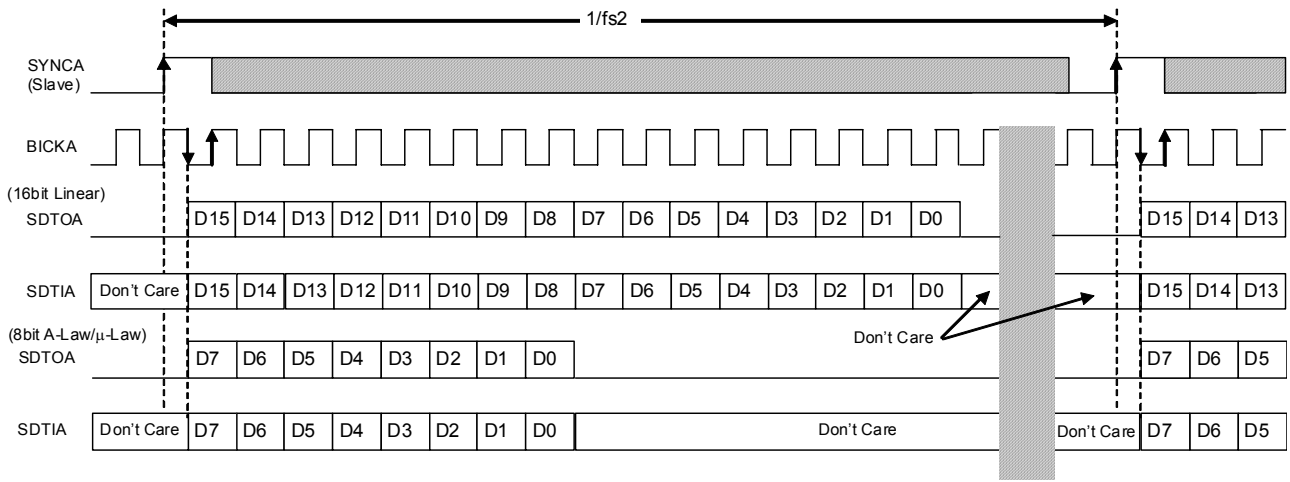 1/fs2
SYNCA
(Slave)
BICKA
(16bit Linear)
SDTOA D15 D14 D13 D12 D11 D10 D9 D8 D7 D6 D5 D4 D3 D2 D1 D0 D15 D14 D13
SDTIA Don't Care D15 D14 D13 D12 D11 D10 D9 D8 D7 D6 D5 D4 D3 D2 D1 D0 D15 D14 D13
Don't Care
(8bit A-Law/μ-Law)
SDTOA D7 D6 D5 D4 D3 D2 D1 D0 D7 D6 D5
SDTIA Don't Care D7 D6 D5 D4 D3 D2 D1 D0 Don't Care Don't Care D7 D6 D5